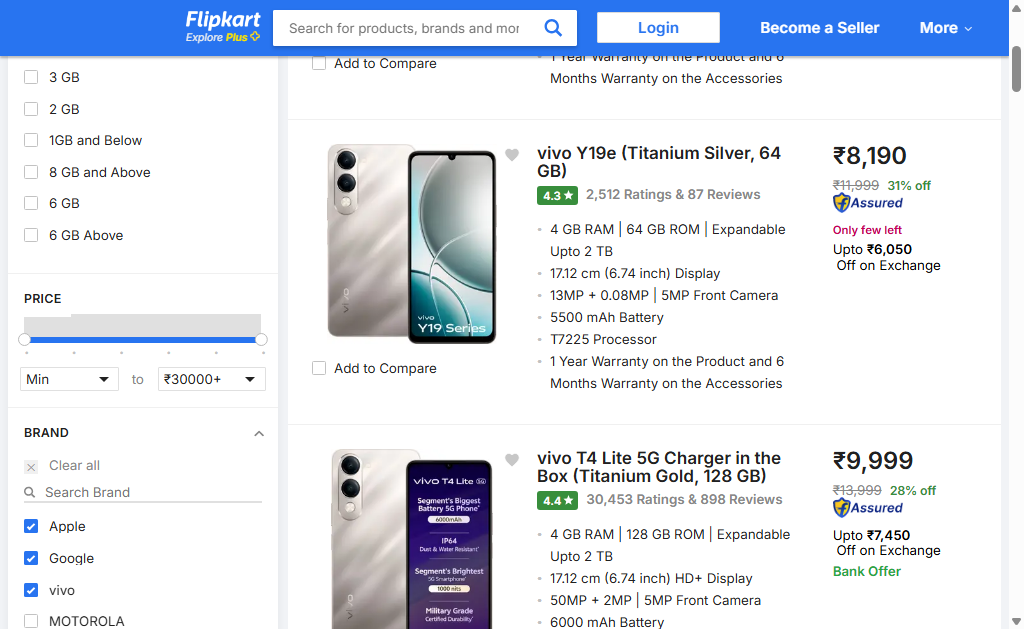 Flipkart
Explore Plus
Search for products, brands and mor
Login
Become a Seller
More
3 GB
2 GB
1GB and Below
8 GB and Above
6 GB
6 GB Above
PRICE
Min
to
₹30000+
BRAND
Clear all
Search Brand
Apple
Google
vivo
MOTOROLA
Add to Compare
1 Year Warranty on the Product and 6
Months Warranty on the Accessories
vivo
vivo
Y19 Series
Add to Compare
vivo Y19e (Titanium Silver, 64
GB)
4.3
2,512 Ratings & 87 Reviews
4 GB RAM | 64 GB ROM | Expandable
Upto 2 TB
17.12 cm (6.74 inch) Display
13MP + 0.08MP | 5MP Front Camera
5500 mAh Battery
T7225 Processor
1 Year Warranty on the Product and 6
Months Warranty on the Accessories
₹8,190
₹11,999 31% off
Assured
Only few left
Upto ₹6,050
Off on Exchange
vivo
vivo T4 Lite 5G
Segment's Biggest
Battery 5G Phone*
6000mAh
IP64
Dust & Water Resistant*
Segment's Brightest
5G Smartphone*
1000 nits
Military Grade
Certified Durability*
vivo T4 Lite 5G Charger in the
Box (Titanium Gold, 128 GB)
4.4
30,453 Ratings & 898 Reviews
4 GB RAM | 128 GB ROM | Expandable
Upto 2 TB
17.12 cm (6.74 inch) HD+ Display
50MP + 2MP | 5MP Front Camera
6000 mAh Battery
₹9,999
₹13,999 28% off
Assured
Upto ₹7,450
Off on Exchange
Bank Offer